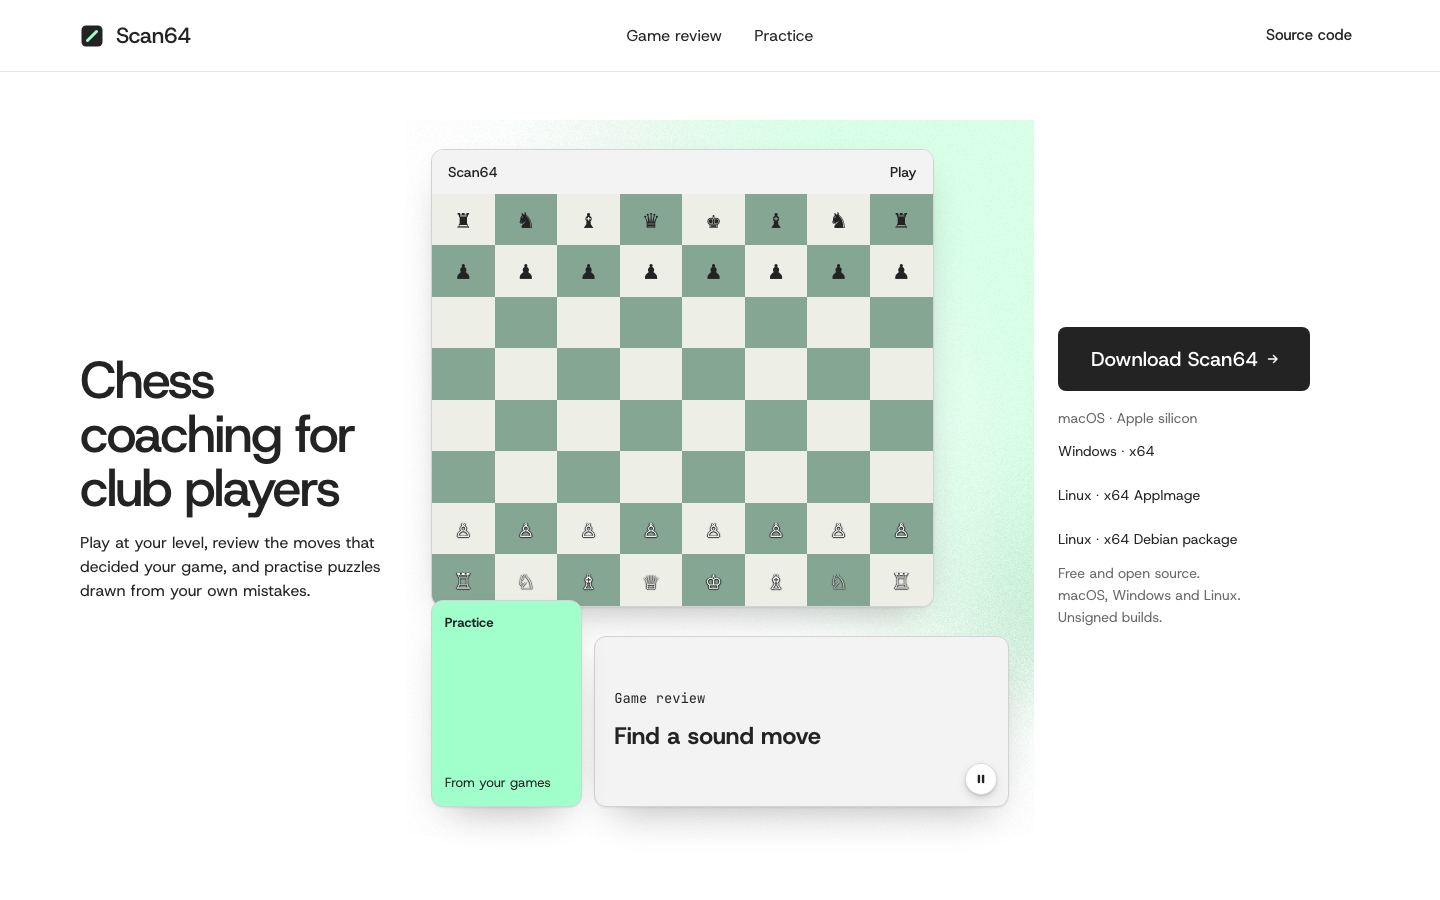 Scan64
Game review
Practice
Source code
Chess
coaching for
club players
Play at your level, review the moves that
decided your game, and practise puzzles
drawn from your own mistakes.
Scan64
Play
Practice
From your games
Game review
Find a sound move
Download Scan64 →
macOS · Apple silicon
Windows · x64
Linux · x64 AppImage
Linux · x64 Debian package
Free and open source.
macOS, Windows and Linux.
Unsigned builds.